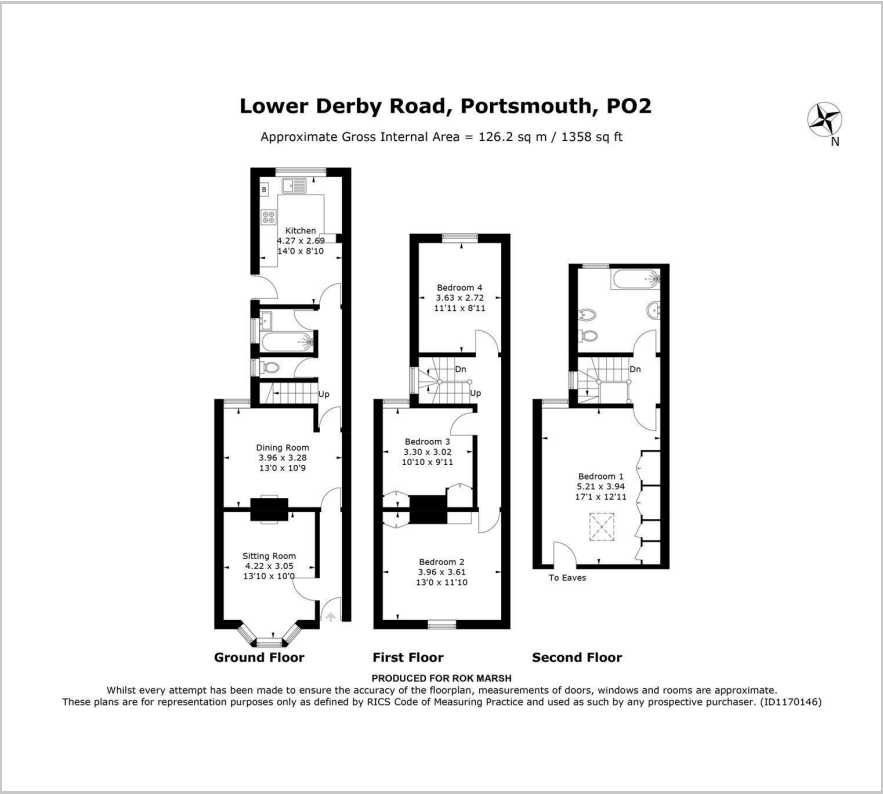 Lower Derby Road, Portsmouth, PO2
Approximate Gross Internal Area = 126.2 sq m / 1358 sq ft
N
B
Kitchen
4.27 x 2.69
14'0 x 8'10
Up
Dining Room
3.96 x 3.28
13'0 x 10'9
Sitting Room
4.22 x 3.05
13'10 x 10'0
Ground Floor
Bedroom 4
3.63 x 2.72
11'11 x 8'11
Dn
Up
Bedroom 3
3.30 x 3.02
10'10 x 9'11
Bedroom 2
3.96 x 3.61
13'0 x 11'10
First Floor
Dn
Bedroom 1
5.21 x 3.94
17'1 x 12'11
To Eaves
Second Floor
PRODUCED FOR ROK MARSH
Whilst every attempt has been made to ensure the accuracy of the floorplan, measurements of doors, windows and rooms are approximate.
These plans are for representation purposes only as defined by RICS Code of Measuring Practice and used as such by any prospective purchaser. (ID1170146)